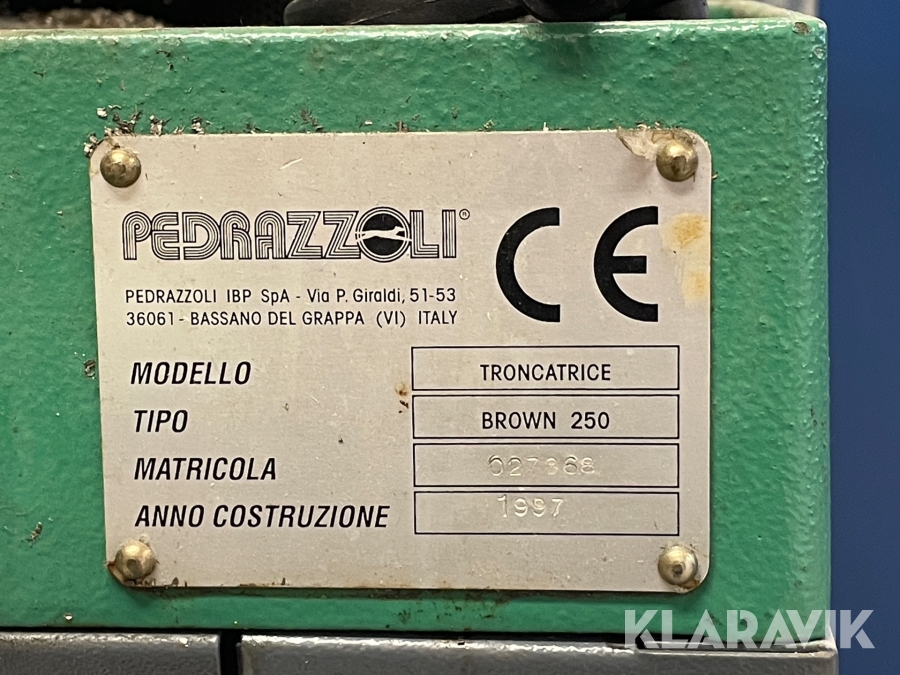 PEDRAZZOLI®
CE
PEDRAZZOLI IBP SpA - Via P. Giraldi, 51-53
36061 - BASSANO DEL GRAPPA (VI) ITALY
MODELLO TRONCATRICE
TIPO BROWN 250
MATRICOLA 027368
ANNO COSTRUZIONE 1997
KLARAVIK